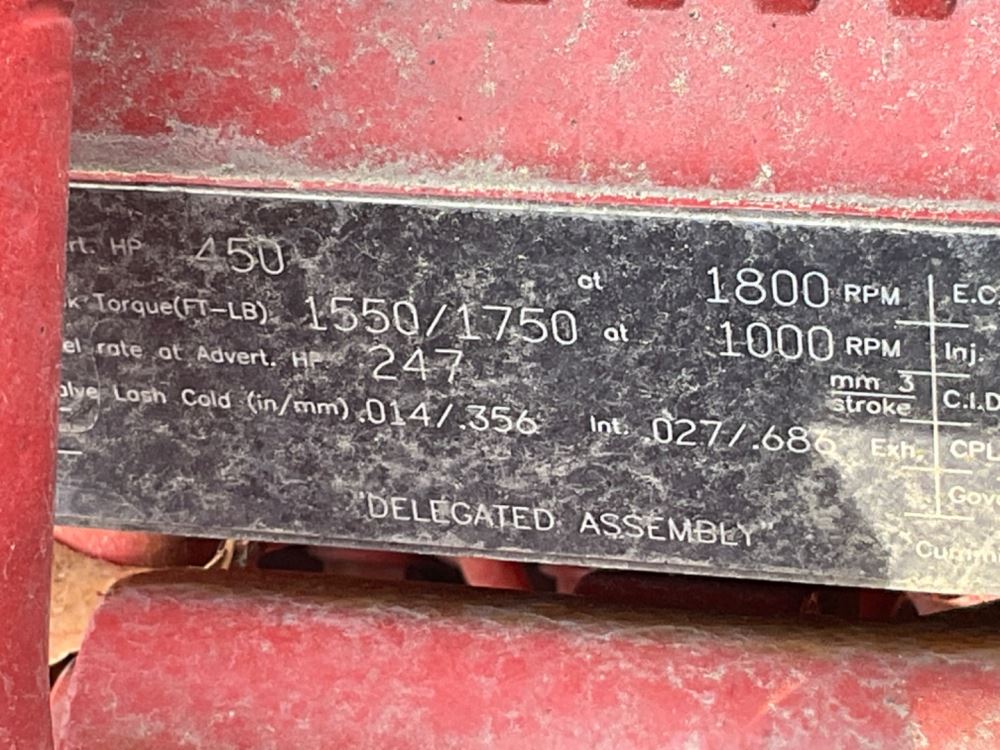 rt. HP 450 at 1800 RPM E.C
k Torque(FT-LB) 1550/1750 at 1000 RPM Inj.
el rate at Advert. HP 247 mm 3 stroke C.I.D
alve Lash Cold (in/mm) .014/.356 Int. .027/.686 Exh. CPL
Gov
"DELEGATED ASSEMBLY" Cumm